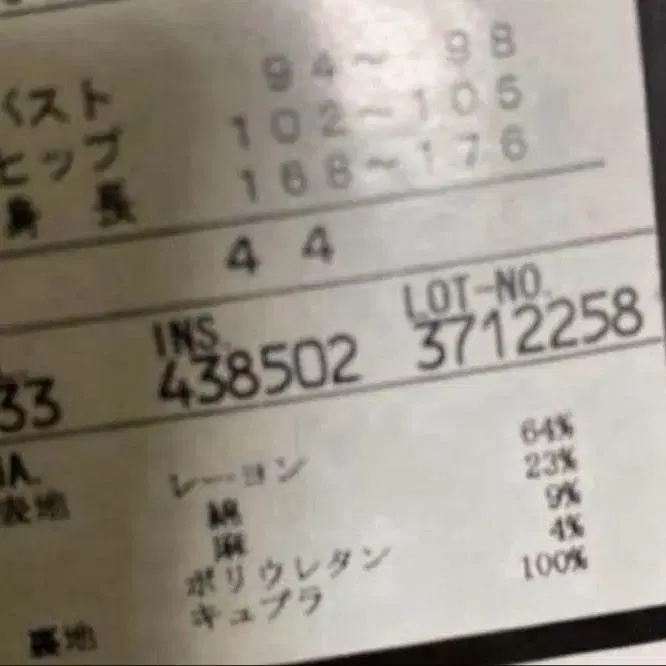 バスト 94～98
ヒップ 102～105
身長 168～176
44
INS. LOT-NO.
33 438502 3712258
レーヨン 64%
表地 綿 23%
麻 9%
ポリウレタン 4%
裏地 キュプラ 100%